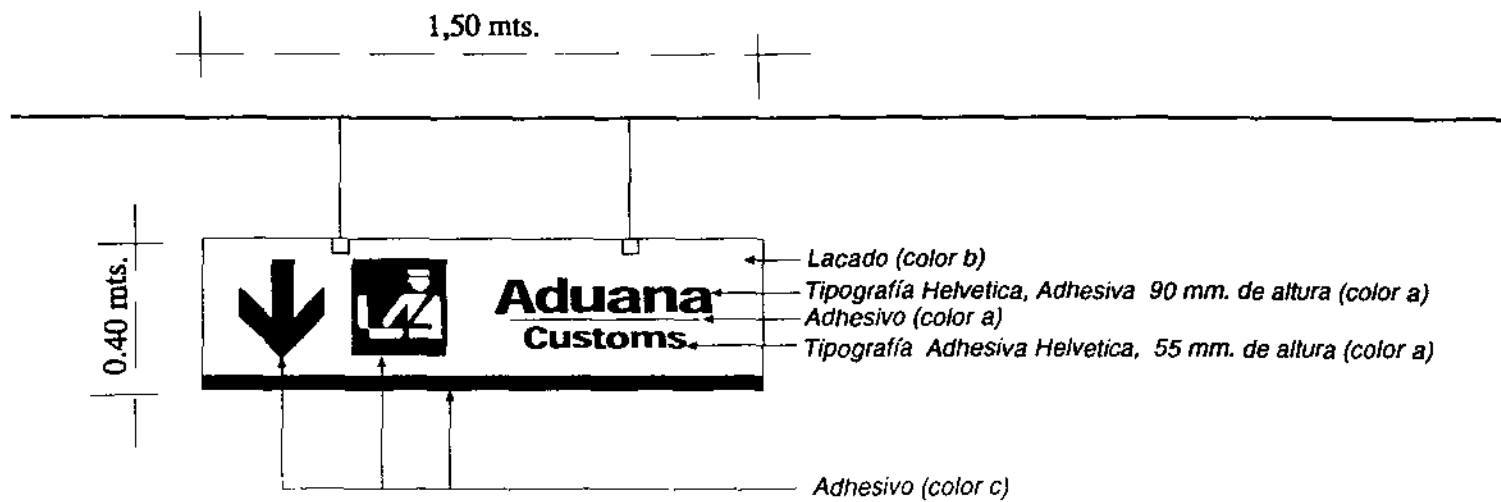 1,50 mts.
0.40 mts.
Aduana
Customs
Lacado (color b)
Tipografía Helvetica, Adhesiva 90 mm. de altura (color a)
Adhesivo (color a)
Tipografía Adhesiva Helvetica, 55 mm. de altura (color a)
Adhesivo (color c)